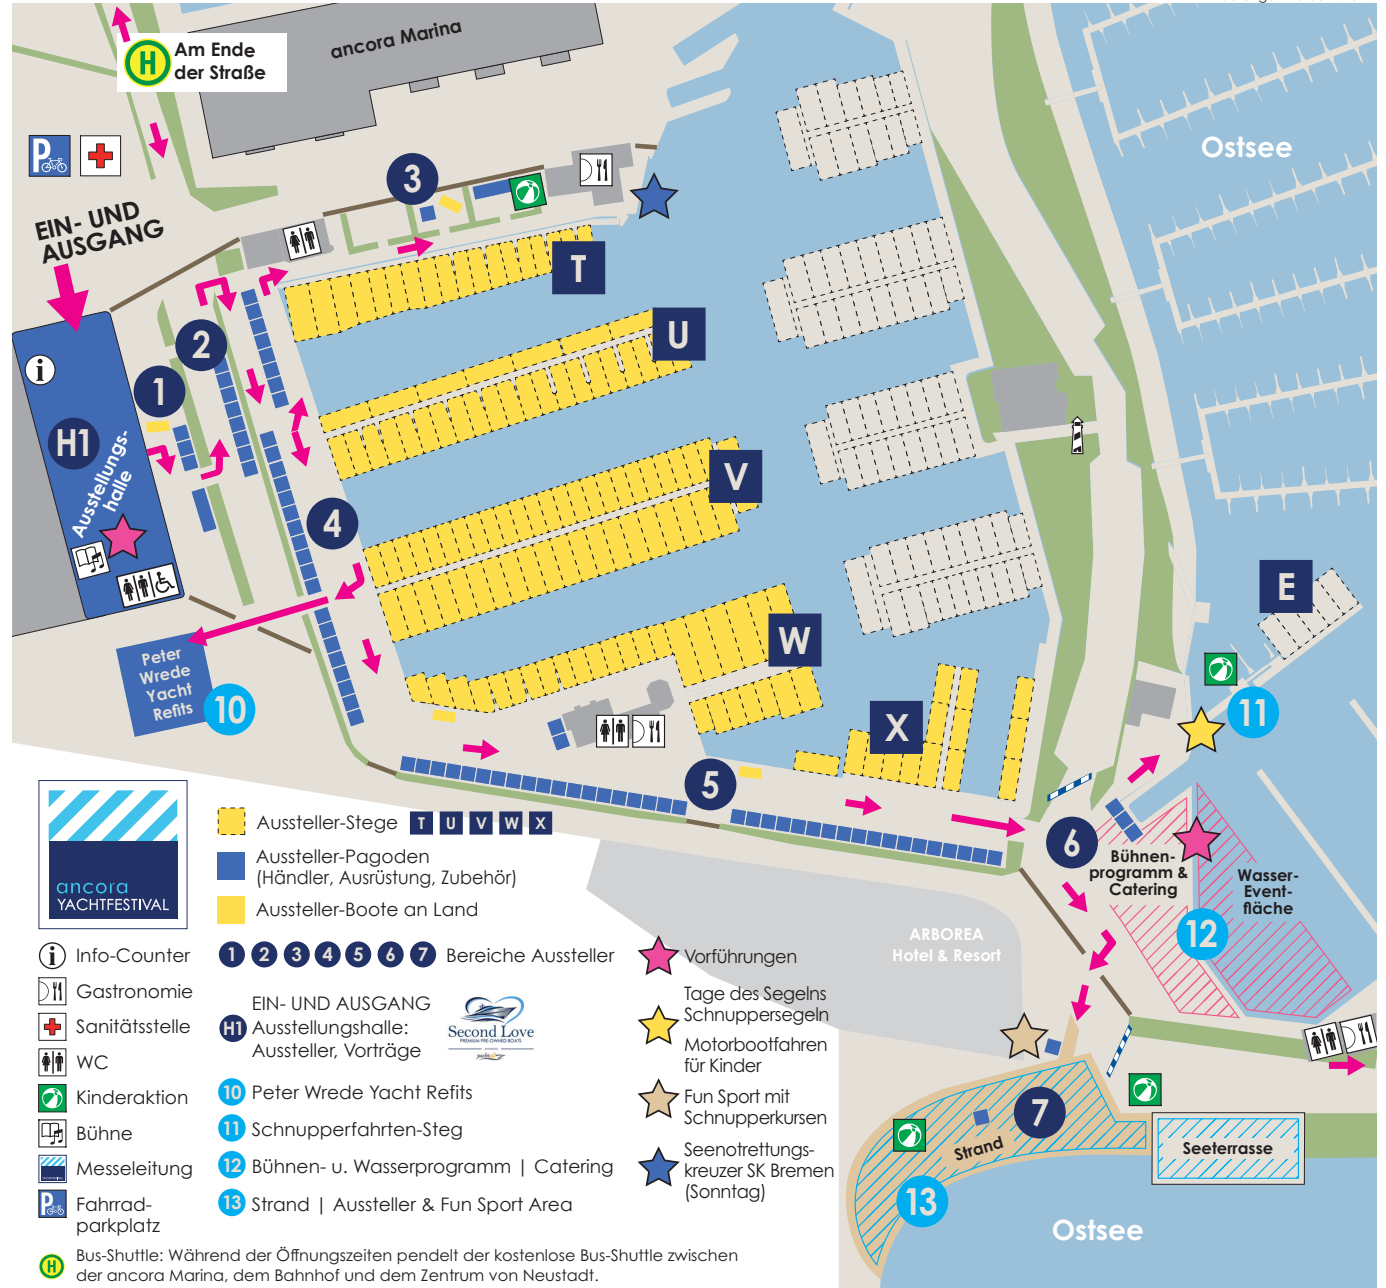 Am Ende
der Straße
H
ancora Marina
Ostsee
P
EIN- UND
AUSGANG
3
T
2
U
i
1
H1
Ausstellungs-
halle
V
4
E
W
Peter
Wrede
Yacht
Refits
10
11
X
5
6
Bühnen-
programm &
Catering
Wasser-
Event-
fläche
12
ARBOREA
Hotel & Resort
7
Strand
13
Seeterrasse
Ostsee
ancora
YACHTFESTIVAL
Aussteller-Stege T U V W X
Aussteller-Pagoden
(Händler, Ausrüstung, Zubehör)
Aussteller-Boote an Land
1 2 3 4 5 6 7 Bereiche Aussteller
H1 EIN- UND AUSGANG
Ausstellungshalle:
Aussteller, Vorträge
Second Love
PREMIUM PRE-OWNED BOATS
10 Peter Wrede Yacht Refits
11 Schnupperfahrten-Steg
12 Bühnen- u. Wasserprogramm | Catering
13 Strand | Aussteller & Fun Sport Area
i Info-Counter
Gastronomie
Sanitätsstelle
WC
Kinderaktion
Bühne
Messeleitung
P Fahrrad-
parkplatz
Vorführungen
Tage des Segelns
Schnuppersegeln
Motorbootfahren
für Kinder
Fun Sport mit
Schnupperkursen
Seenotrettungs-
kreuzer SK Bremen
(Sonntag)
H Bus-Shuttle: Während der Öffnungszeiten pendelt der kostenlose Bus-Shuttle zwischen
der ancora Marina, dem Bahnhof und dem Zentrum von Neustadt.